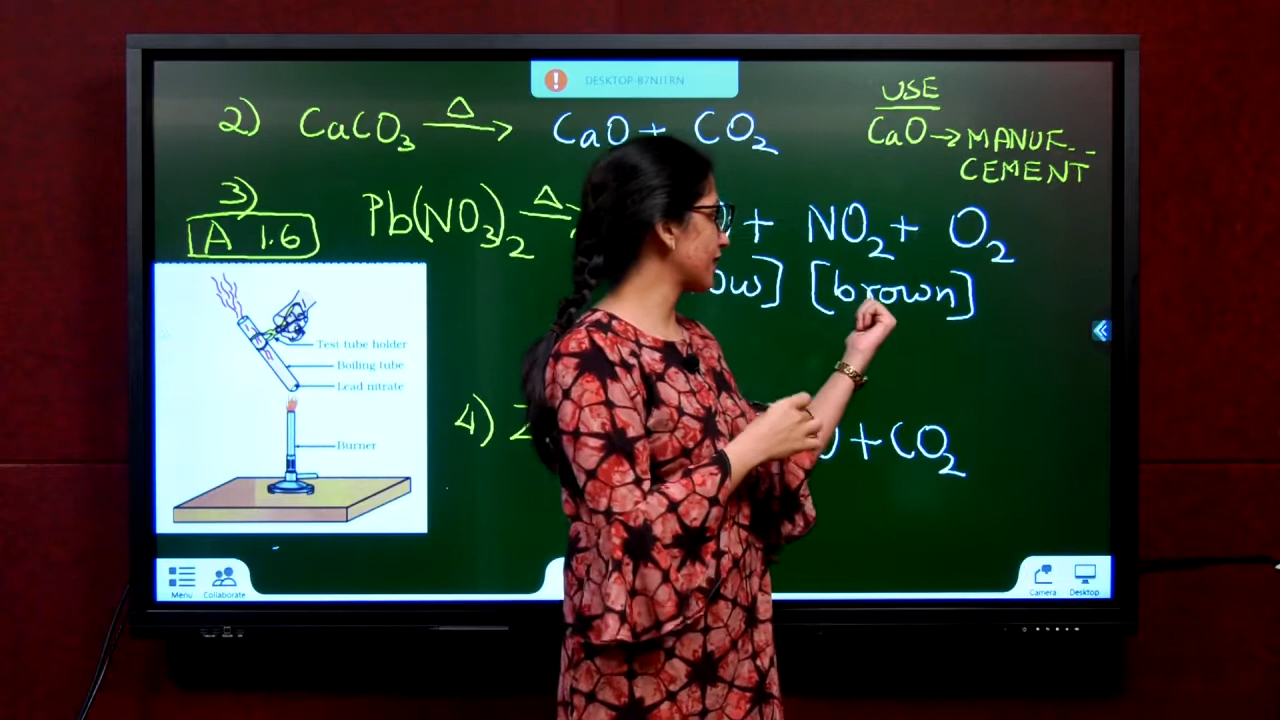 DESKTOP-B7NJTRN
USE
2) CaCO₃ —Δ→ CaO + CO₂
CaO → MANUF...
CEMENT
3)
A 1.6
Pb(NO₃)₂ —Δ→ + NO₂ + O₂
[brown]
Test tube holder
Boiling tube
Lead nitrate
Burner
4) + CO₂
Menu
Collaborate
Camera
Desktop